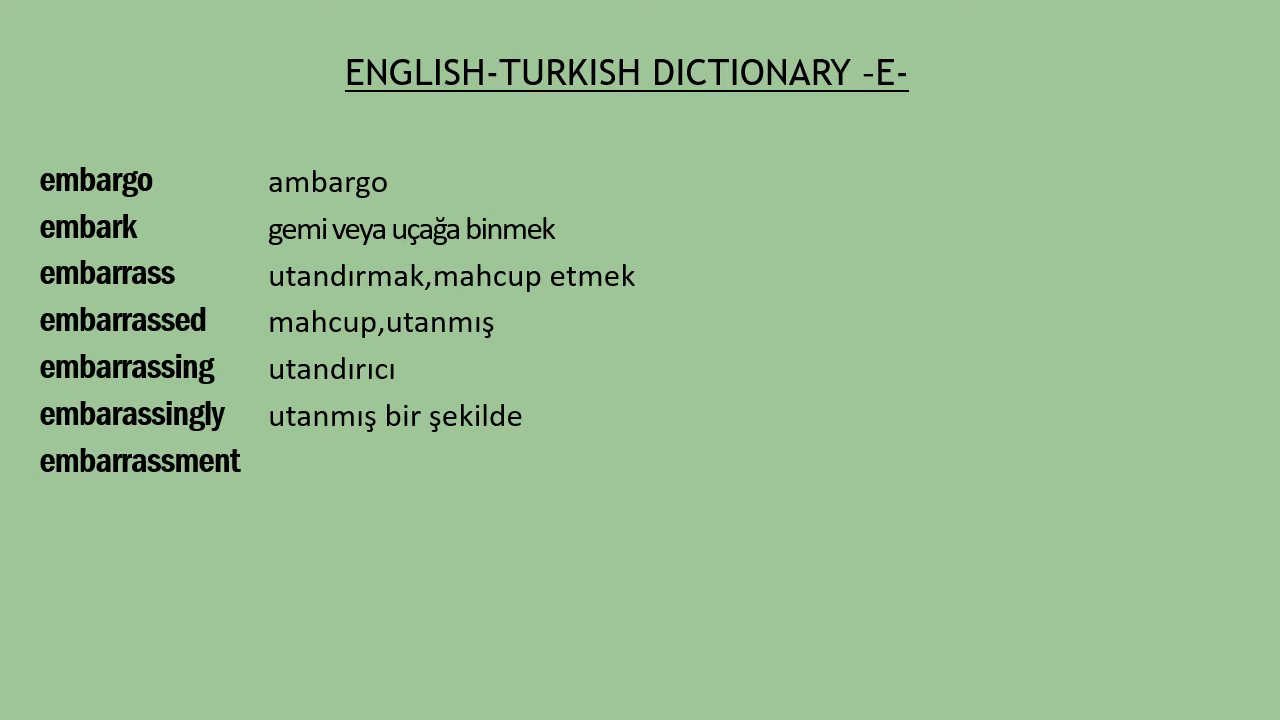 ENGLISH-TURKISH DICTIONARY –E-
embargo ambargo
embark gemi veya uçağa binmek
embarrass utandırmak,mahcup etmek
embarrassed mahcup,utanmış
embarrassing utandırıcı
embarassingly utanmış bir şekilde
embarrassment